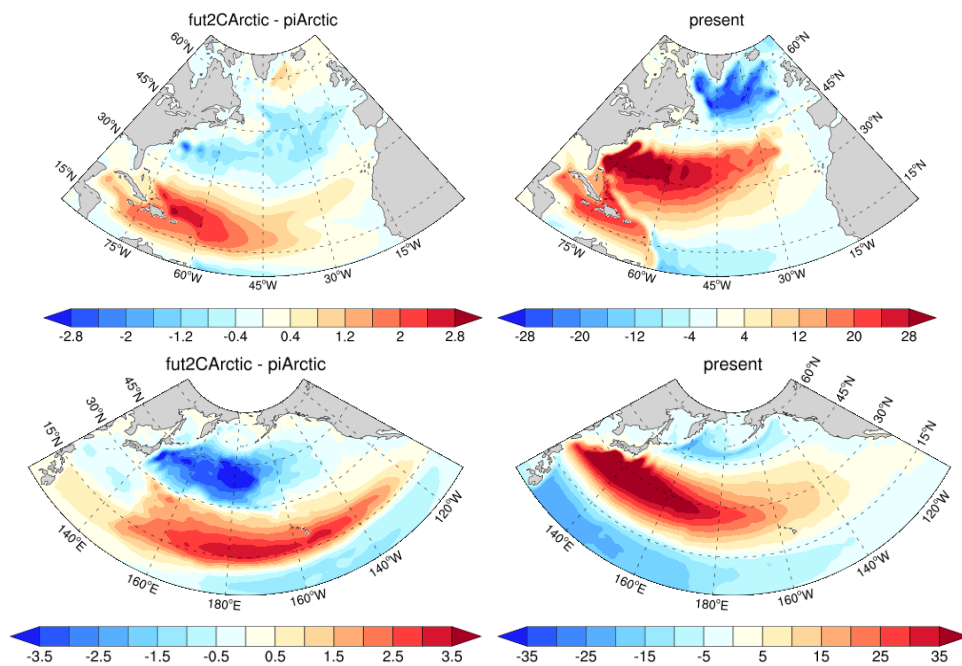 fut2CArctic - piArctic
60°N
45°N
30°N
15°N
75°W
60°W
45°W
30°W
15°W
-2.8 -2 -1.2 -0.4 0.4 1.2 2 2.8
present
60°N
45°N
30°N
15°N
75°W
60°W
45°W
30°W
15°W
-28 -20 -12 -4 4 12 20 28
fut2CArctic - piArctic
45°N
30°N
15°N
140°E
160°E
180°E
160°W
140°W
120°W
-3.5 -2.5 -1.5 -0.5 0.5 1.5 2.5 3.5
present
60°N
45°N
30°N
15°N
140°E
160°E
180°E
160°W
140°W
120°W
-35 -25 -15 -5 5 15 25 35